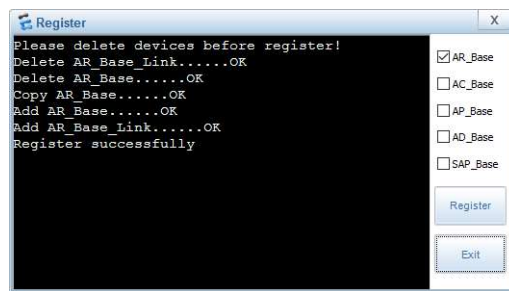 Register
X
Please delete devices before register!
Delete AR_Base_Link......OK
Delete AR_Base......OK
Copy AR_Base......OK
Add AR_Base......OK
Add AR_Base_Link......OK
Register successfully
AR_Base
AC_Base
AP_Base
AD_Base
SAP_Base
Register
Exit